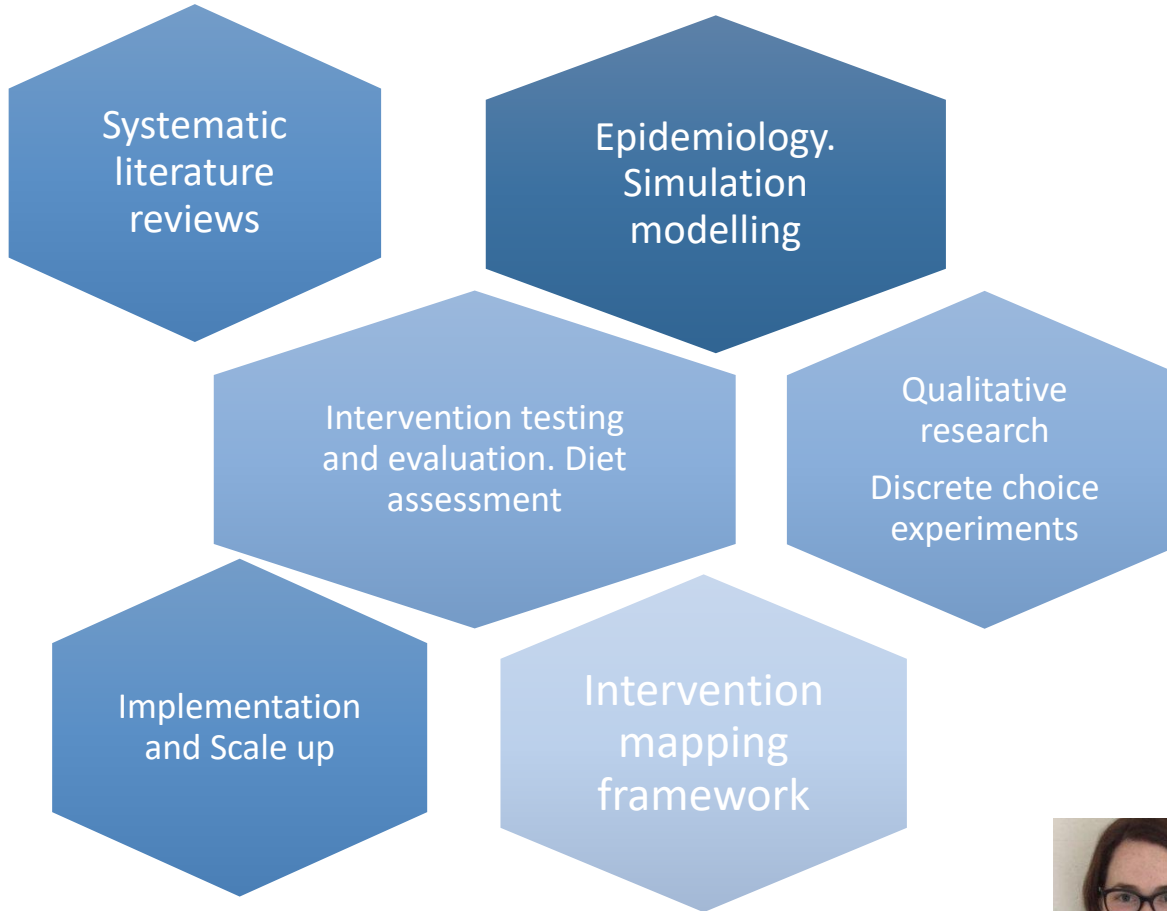 Systematic
literature
reviews
Epidemiology.
Simulation
modelling
Intervention testing
and evaluation. Diet
assessment
Qualitative
research
Discrete choice
experiments
Implementation
and Scale up
Intervention
mapping
framework